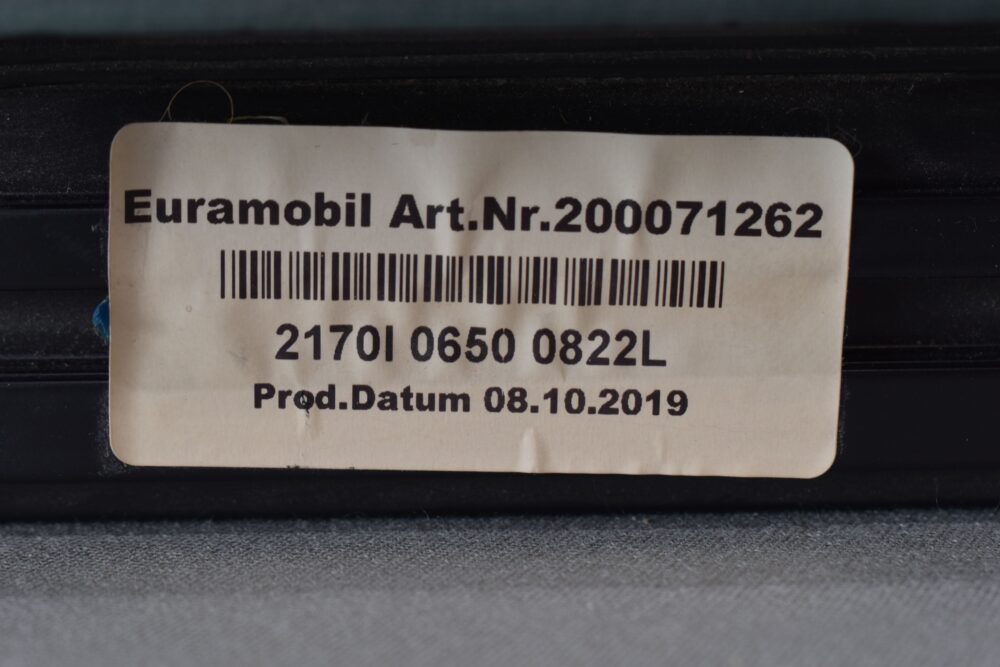 Euramobil Art.Nr.200071262
2170I 0650 0822L
Prod.Datum 08.10.2019